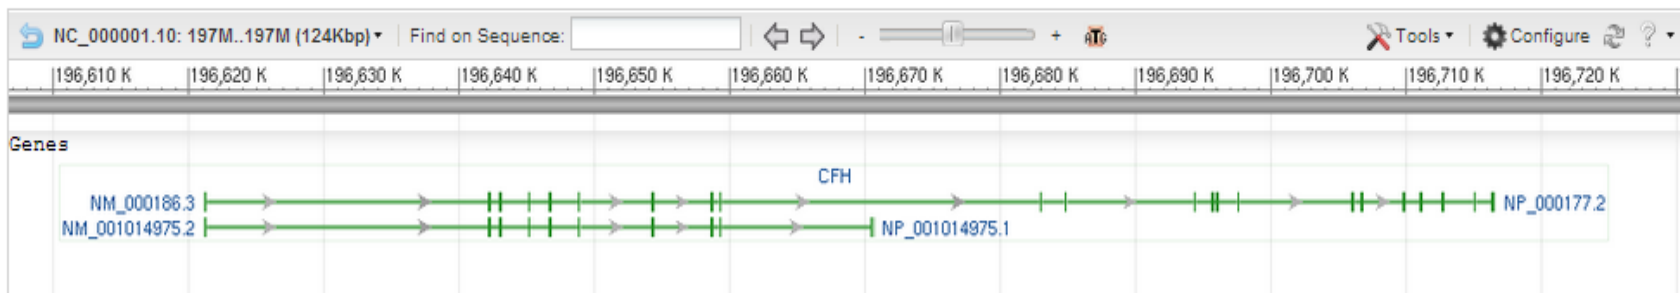 NC_000001.10: 197M..197M (124Kbp) Find on Sequence: - + ATG Tools Configure ?
196,610 K 196,620 K 196,630 K 196,640 K 196,650 K 196,660 K 196,670 K 196,680 K 196,690 K 196,700 K 196,710 K 196,720 K
Genes
CFH
NM_000186.3 NP_000177.2
NM_001014975.2 NP_001014975.1